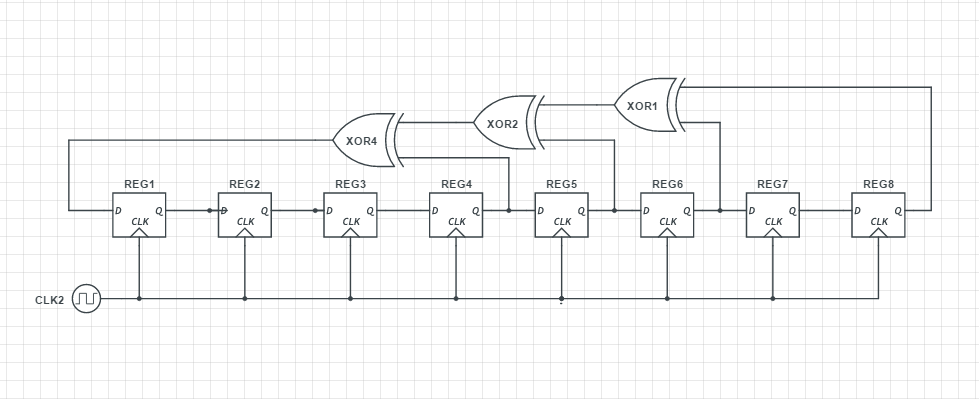 XOR1
XOR2
XOR4
REG1 REG2 REG3 REG4 REG5 REG6 REG7 REG8
D Q D Q D Q D Q D Q D Q D Q D Q
CLK CLK CLK CLK CLK CLK CLK CLK
CLK2